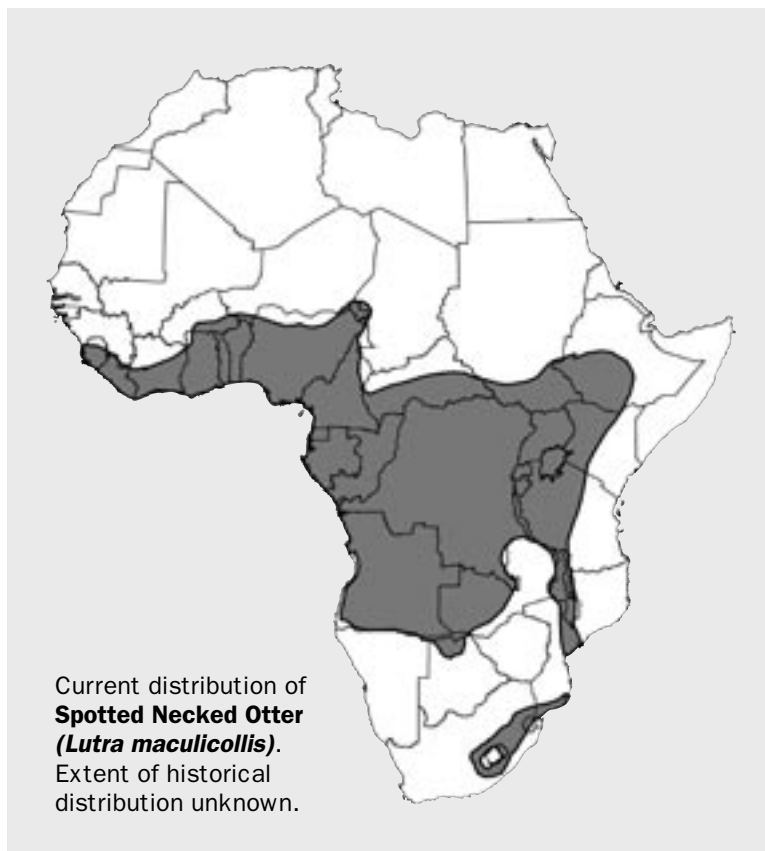 Current distribution of
Spotted Necked Otter
(Lutra maculicollis).
Extent of historical
distribution unknown.